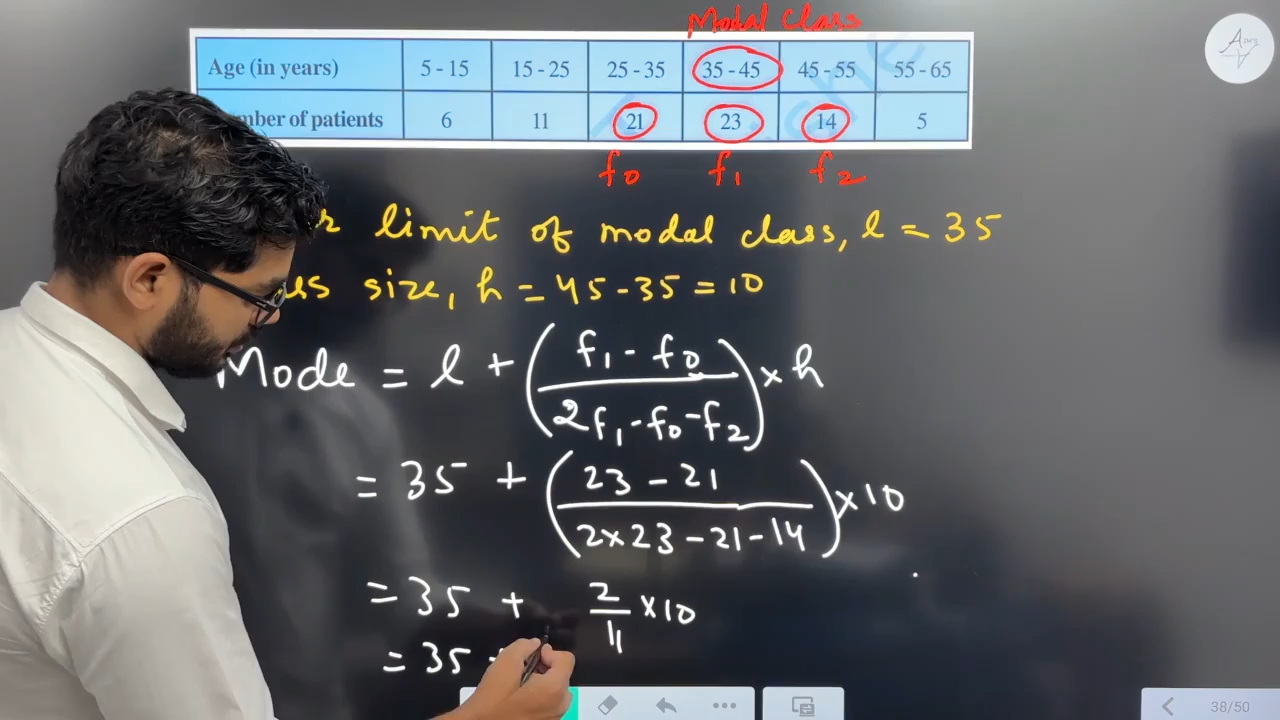 Modal Class
Age (in years) 5 - 15 15 - 25 25 - 35 35 - 45 45 - 55 55 - 65
of patients 6 11 21 23 14 5
f0 f1 f2
limit of modal class, l = 35
size, h = 45 - 35 = 10
Mode = l + (f1 - f0 / 2f1 - f0 - f2) × h
= 35 + (23 - 21 / 2×23 - 21 - 14) × 10
= 35 + 2/11 × 10
= 35
38/50